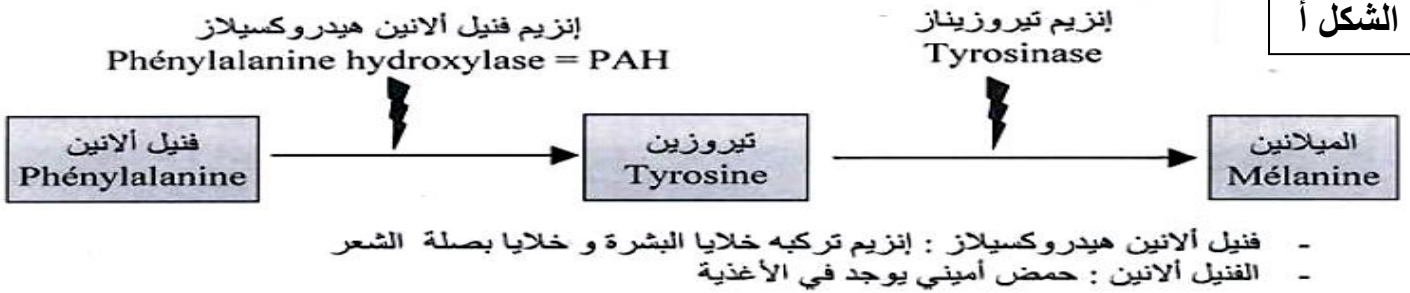 الشكل أ
إنزيم فنيل ألانين هيدروكسيلاز
Phénylalanine hydroxylase = PAH
إنزيم تيروزيناز
Tyrosinase
فنيل ألانين
Phénylalanine
تيروزين
Tyrosine
الميلانين
Mélanine
- فنيل ألانين هيدروكسيلاز : إنزيم تركبه خلايا البشرة و خلايا بصلة الشعر
- الفنيل ألانين : حمض أميني يوجد في الأغذية